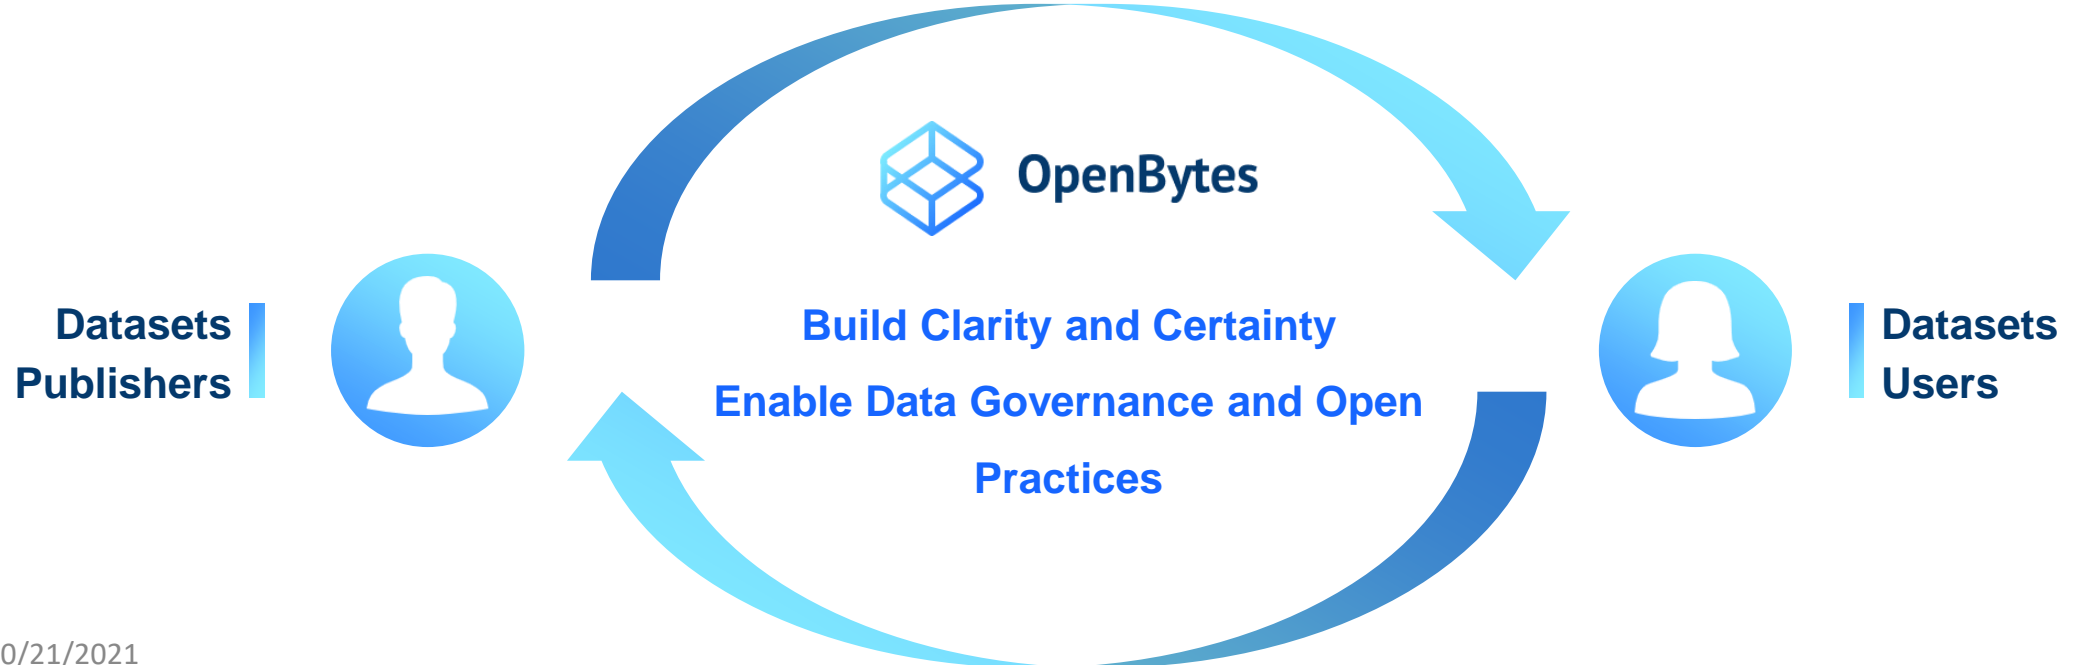 OpenBytes
Datasets
Publishers
Build Clarity and Certainty
Enable Data Governance and Open
Practices
Datasets
Users
0/21/2021